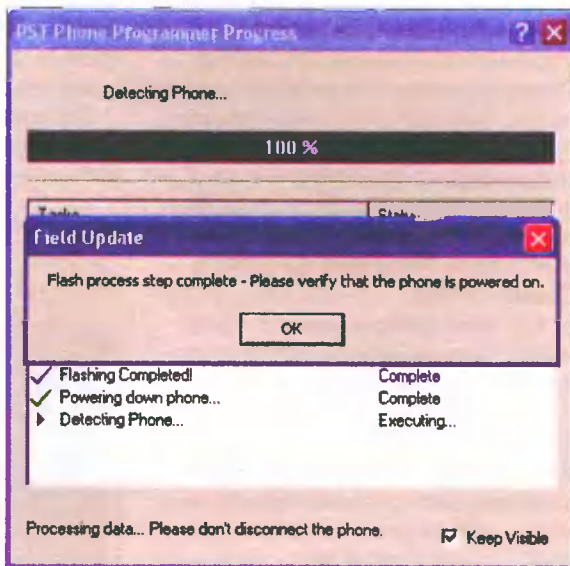 PST Phone Programmer Progress
Detecting Phone...
100 %
Tasks
Field Update
Flash process step complete - Please verify that the phone is powered on.
OK
Flashing Completed! Complete
Powering down phone... Complete
Detecting Phone... Executing...
Processing data... Please don't disconnect the phone. Keep Visible